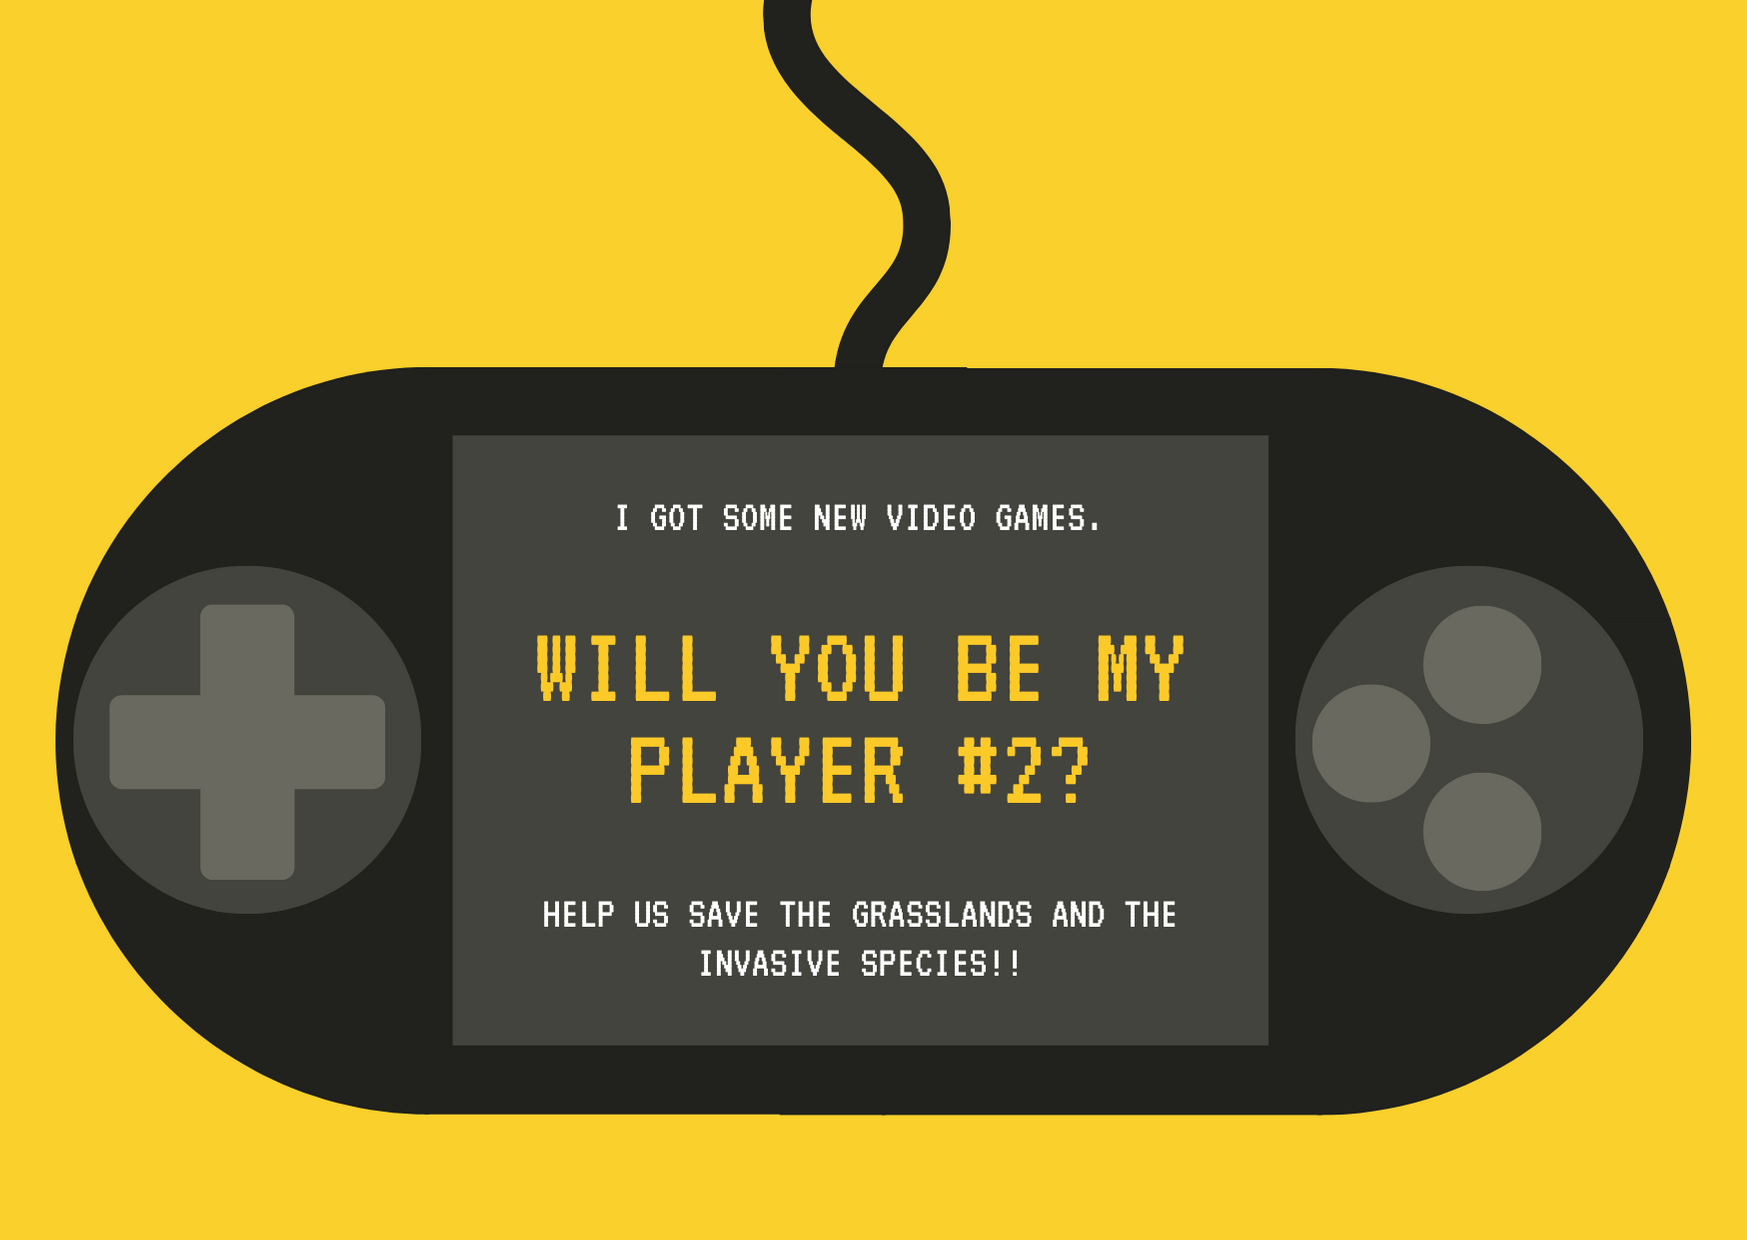 I GOT SOME NEW VIDEO GAMES.
WILL YOU BE MY
PLAYER #2?
HELP US SAVE THE GRASSLANDS AND THE
INVASIVE SPECIES!!